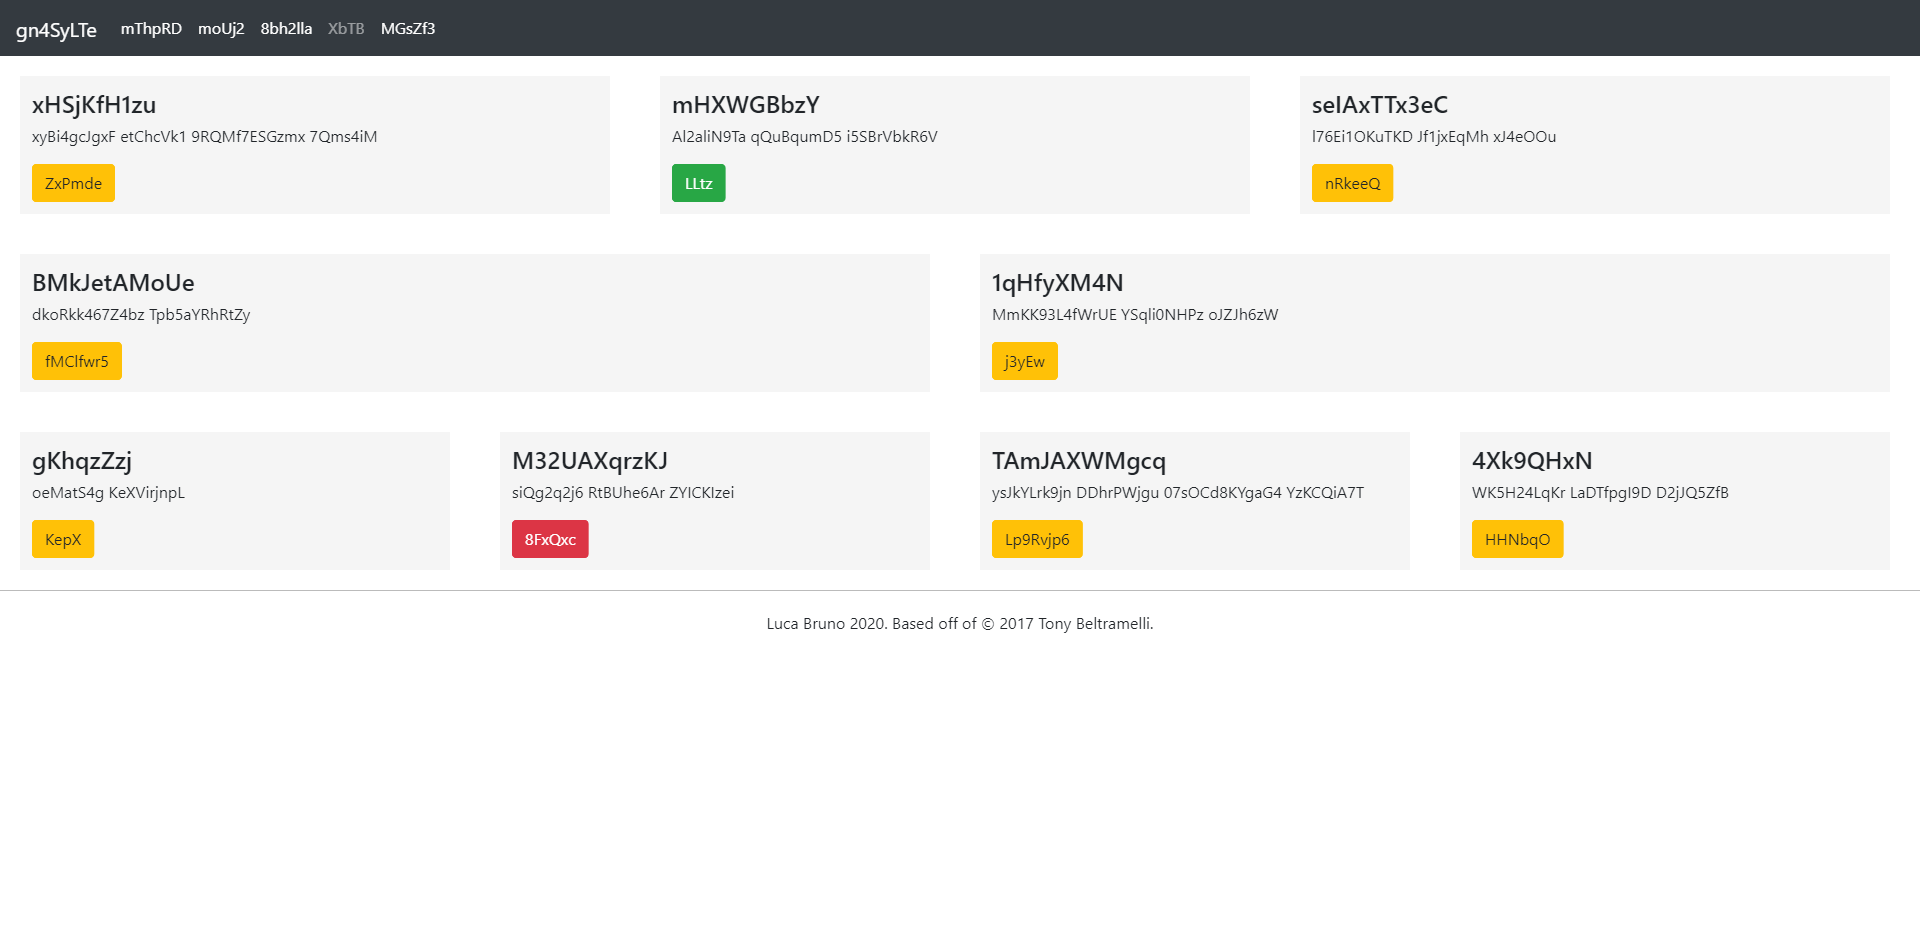 gn4SyLTe mThpRD moUj2 8bh2lla XbTB MGsZf3
xHSjKfH1zu
xyBi4gcJgxF etChcVk1 9RQMf7ESGzmx 7Qms4iM
ZxPmde
mHXWGBbzY
Al2aliN9Ta qQuBqumD5 i5SBrVbkR6V
LLtz
seIAxTTx3eC
l76Ei1OKuTKD Jf1jxEqMh xJ4eOOu
nRkeeQ
BMkJetAMoUe
dkoRkk467Z4bz Tpb5aYRhRtZy
fMClfwr5
1qHfyXM4N
MmKK93L4fWrUE YSqli0NHPz oJZJh6zW
j3yEw
gKhqzZzj
oeMatS4g KeXVirjnpL
KepX
M32UAXqrzKJ
siQg2q2j6 RtBUhe6Ar ZYICKIzei
8FxQxc
TAmJAXWMgcq
ysJkYLrk9jn DDhrPWjgu 07sOCd8KYgaG4 YzKCQiA7T
Lp9Rvjp6
4Xk9QHxN
WK5H24LqKr LaDTfpgI9D D2jJQ5ZfB
HHNbqO
Luca Bruno 2020. Based off of © 2017 Tony Beltramelli.